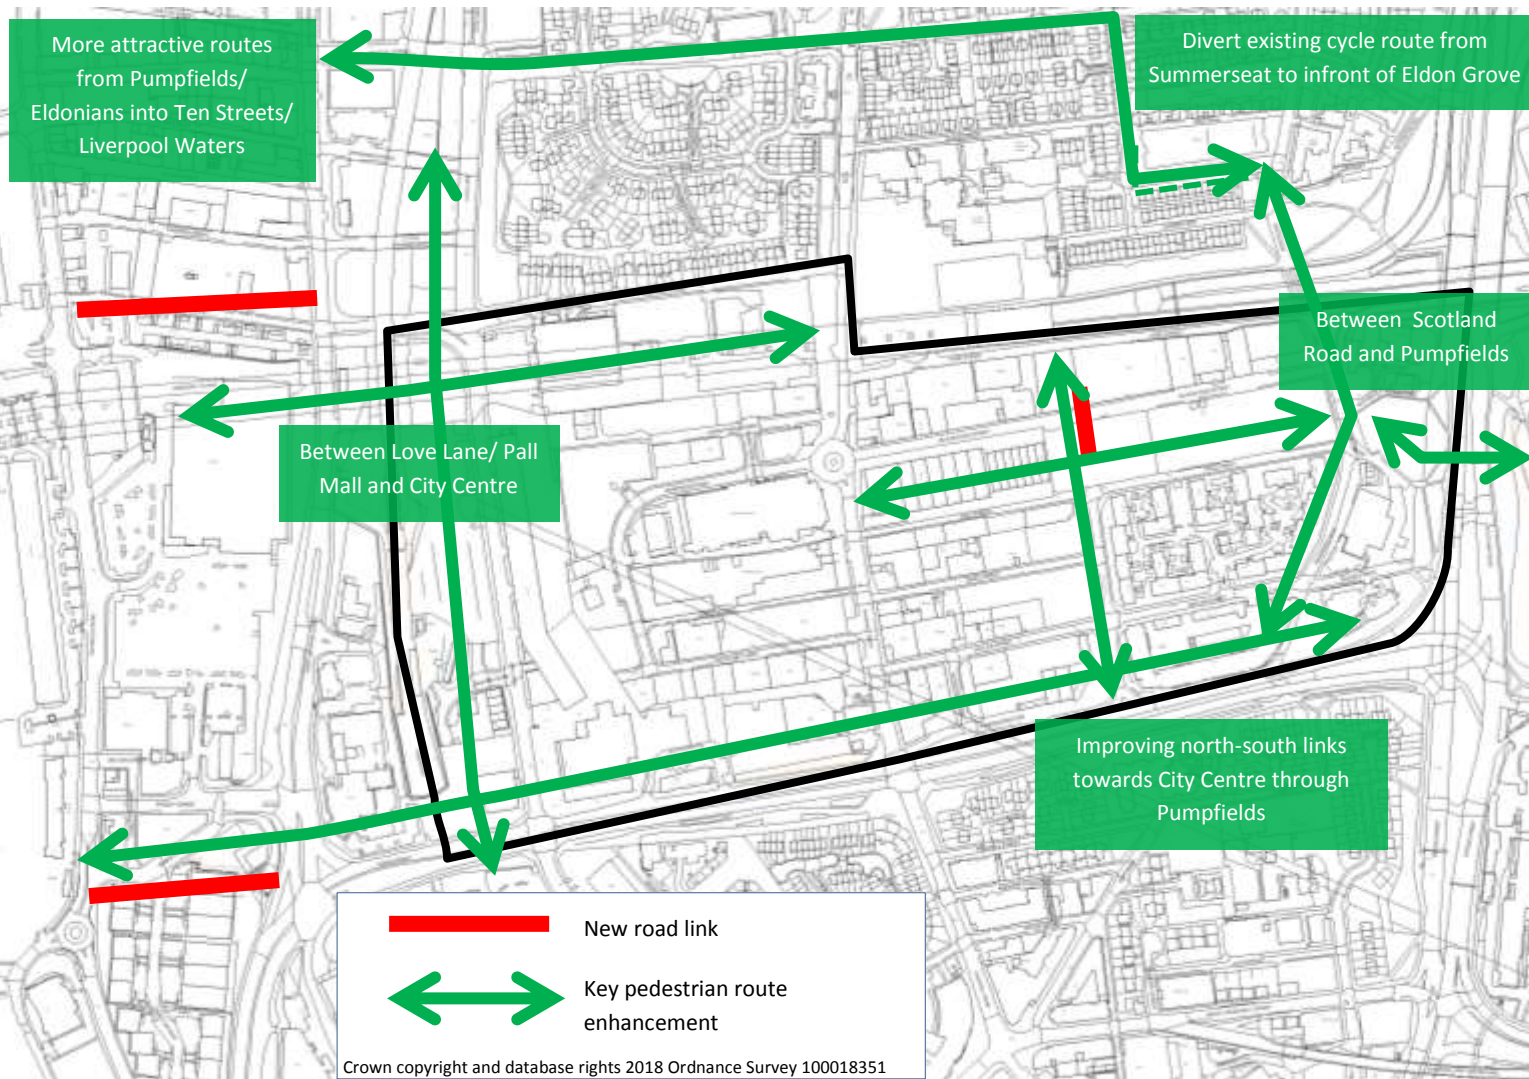 More attractive routes
from Pumpfields/
Eldonians into Ten Streets/
Liverpool Waters
Divert existing cycle route from
Summerseat to infront of Eldon Grove
Between Scotland
Road and Pumpfields
Between Love Lane/ Pall
Mall and City Centre
Improving north-south links
towards City Centre through
Pumpfields
New road link
Key pedestrian route
enhancement
Crown copyright and database rights 2018 Ordnance Survey 100018351